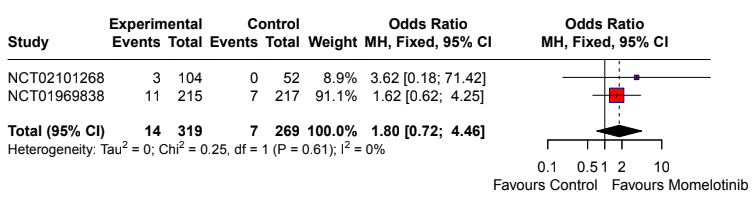 Experimental Control Odds Ratio Odds Ratio
Study Events Total Events Total Weight MH, Fixed, 95% CI MH, Fixed, 95% CI
NCT02101268 3 104 0 52 8.9% 3.62 [0.18; 71.42]
NCT01969838 11 215 7 217 91.1% 1.62 [0.62; 4.25]
Total (95% CI) 14 319 7 269 100.0% 1.80 [0.72; 4.46]
Heterogeneity: Tau² = 0; Chi² = 0.25, df = 1 (P = 0.61); I² = 0%
0.1 0.5 1 2 10
Favours Control Favours Momelotinib